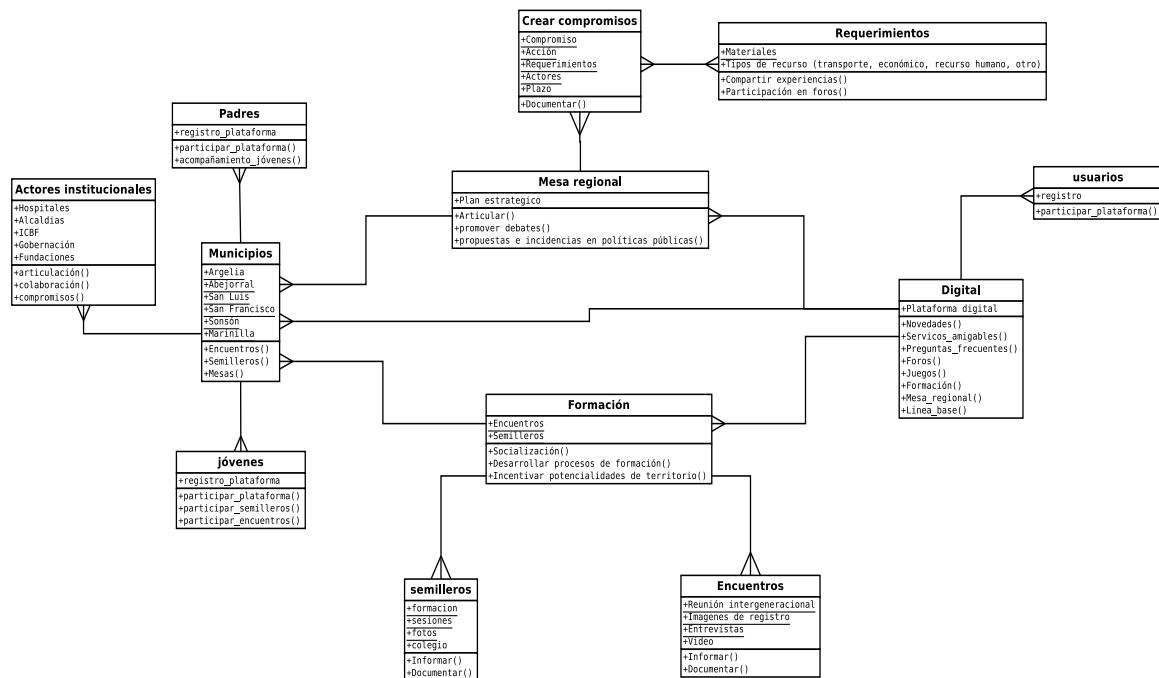 Crear compromisos
+Compromiso
+Acción
+Requerimientos
+Actores
+Plazo
+Documentar()
Requerimientos
+Materiales
+Tipos de recurso (transporte, económico, recurso humano, otro)
+Compartir experiencias()
+Participación en foros()
Padres
+registro_plataforma
+participar_plataforma()
+acompañamiento_jóvenes()
Actores institucionales
+Hospitales
+Alcaldias
+ICBF
+Gobernación
+Fundaciones
+articulación()
+colaboración()
+compromisos()
Mesa regional
+Plan estrategico
+Articular()
+promover debates()
+propuestas e incidencias en políticas públicas()
usuarios
+registro
+participar_plataforma()
Municipios
+Argelia
+Abejorral
+San Luis
+San Francisco
+Sonsón
+Marinilla
+Encuentros()
+Semilleros()
+Mesas()
Digital
+Plataforma digital
+Novedades()
+Servicos_amigables()
+Preguntas_frecuentes()
+Foros()
+Juegos()
+Formación()
+Mesa_regional()
+Linea_base()
Formación
+Encuentros
+Semilleros
+Socialización()
+Desarrollar procesos de formación()
+Incentivar potencialidades de territorio()
jóvenes
+registro_plataforma
+participar_plataforma()
+participar_semilleros()
+participar_encuentros()
semilleros
+formacion
+sesiones
+fotos
+colegio
+Informar()
+Documentar()
Encuentros
+Reunión intergeneracional
+Imagenes de registro
+Entrevistas
+Video
+Informar()
+Documentar()